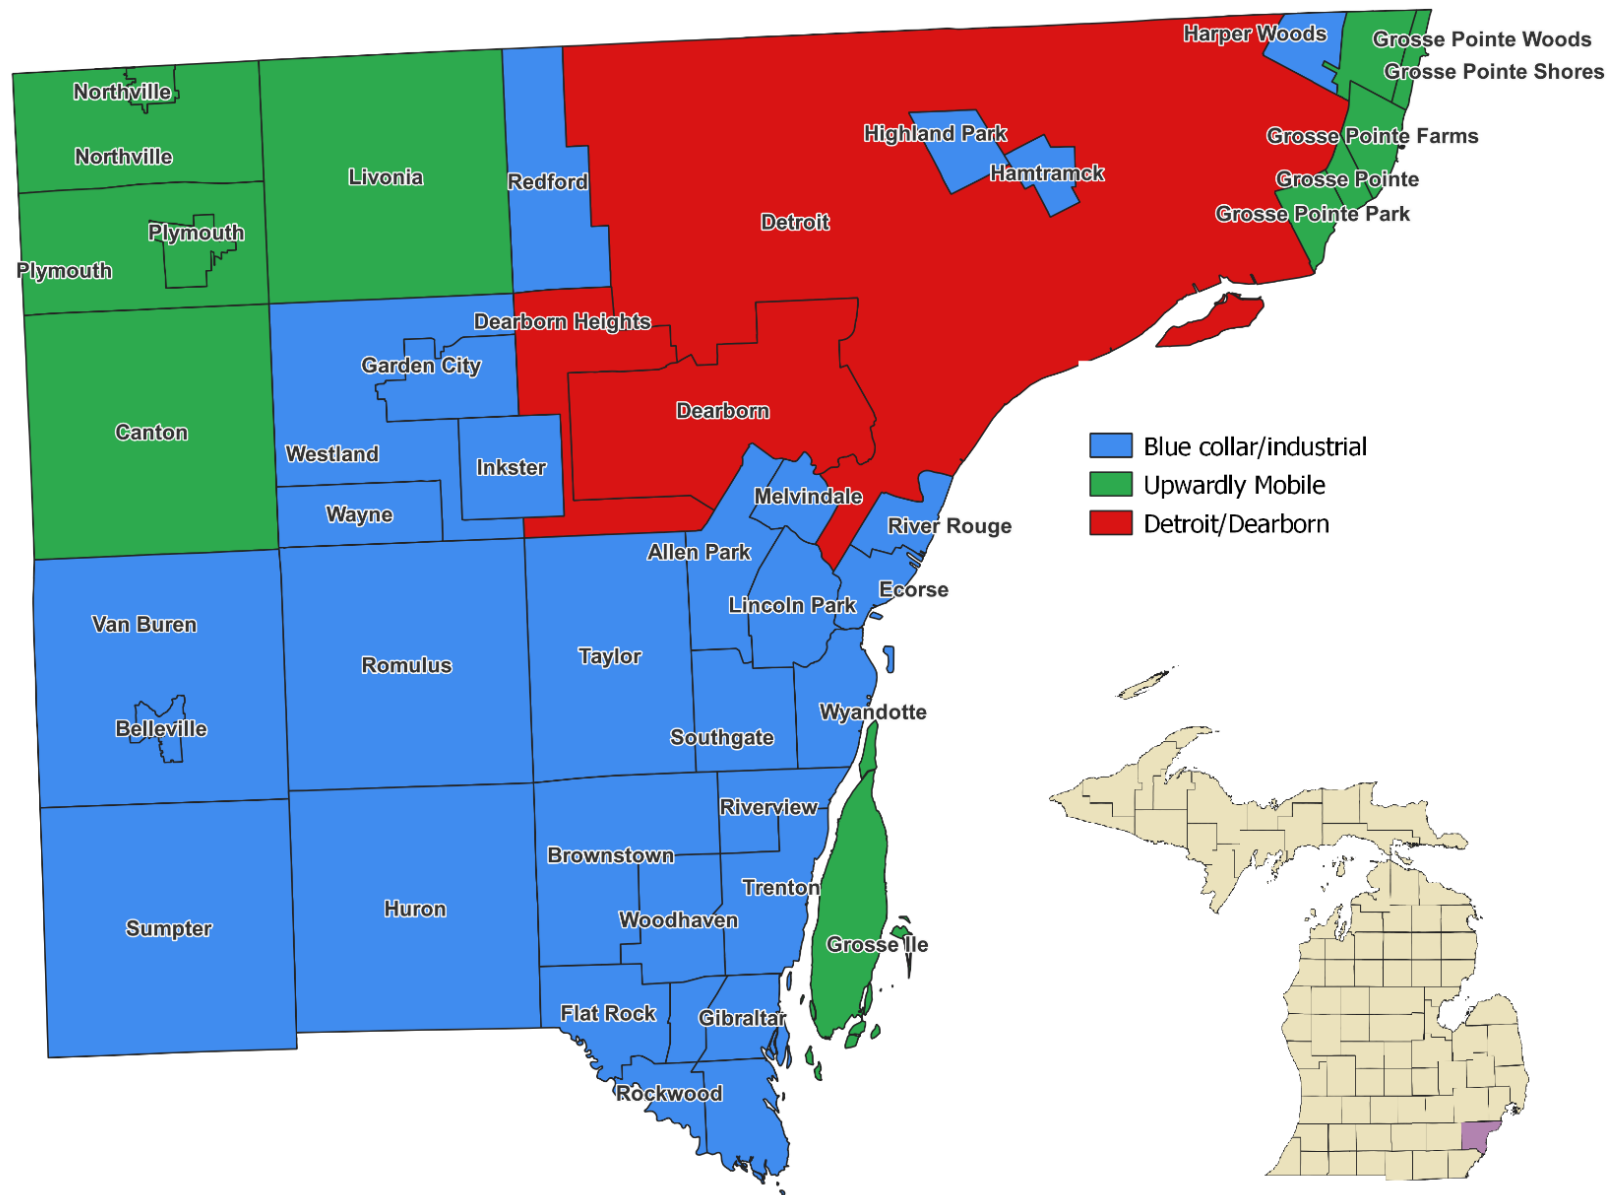 Harper Woods
Grosse Pointe Woods
Grosse Pointe Shores
Northville
Highland Park
Grosse Pointe Farms
Northville
Livonia
Redford
Hamtramck
Grosse Pointe
Detroit
Grosse Pointe Park
Plymouth
Plymouth
Dearborn Heights
Garden City
Dearborn
Canton
Westland
Inkster
Blue collar/industrial
Upwardly Mobile
Detroit/Dearborn
Melvindale
Wayne
River Rouge
Allen Park
Ecorse
Lincoln Park
Van Buren
Romulus
Taylor
Wyandotte
Belleville
Southgate
Riverview
Brownstown
Trenton
Huron
Woodhaven
Sumpter
Grosse Ile
Flat Rock
Gibraltar
Rockwood